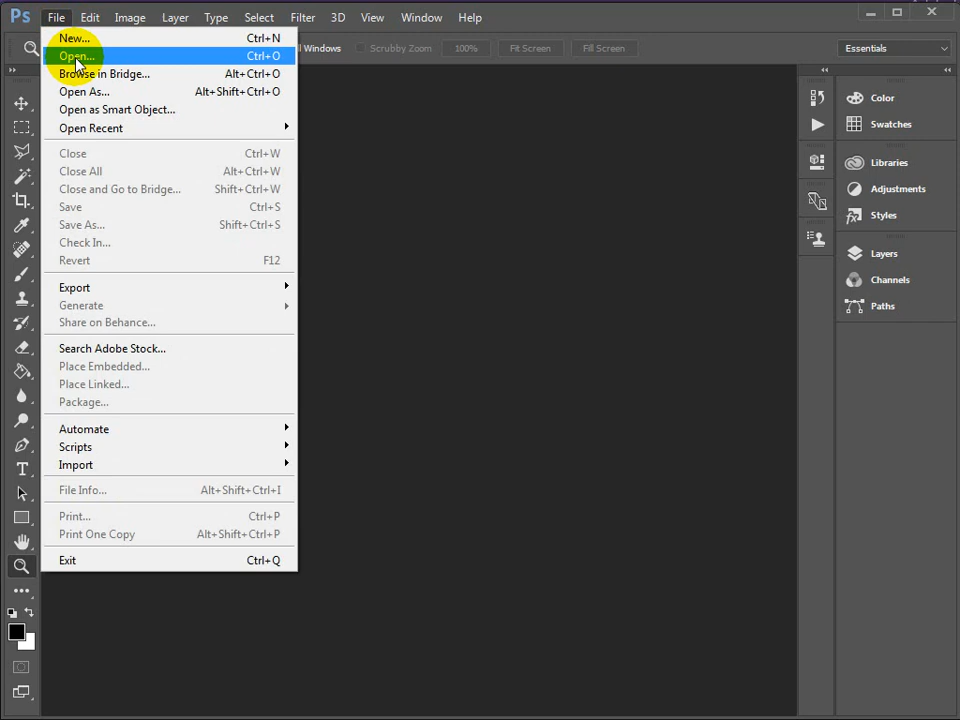 Ps File Edit Image Layer Type Select Filter 3D View Window Help
ll Windows Scrubby Zoom 100% Fit Screen Fill Screen Essentials
New... Ctrl+N
Open... Ctrl+O
Browse in Bridge... Alt+Ctrl+O
Open As... Alt+Shift+Ctrl+O
Open as Smart Object...
Open Recent
Close Ctrl+W
Close All Alt+Ctrl+W
Close and Go to Bridge... Shift+Ctrl+W
Save Ctrl+S
Save As... Shift+Ctrl+S
Check In...
Revert F12
Export
Generate
Share on Behance...
Search Adobe Stock...
Place Embedded...
Place Linked...
Package...
Automate
Scripts
Import
File Info... Alt+Shift+Ctrl+I
Print... Ctrl+P
Print One Copy Alt+Shift+Ctrl+P
Exit Ctrl+Q
Color
Swatches
Libraries
Adjustments
Styles
Layers
Channels
Paths